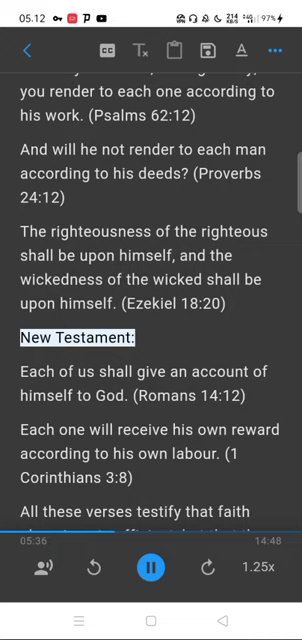 05.12
214
KB/S
97%
you render to each one according to
his work. (Psalms 62:12)
And will he not render to each man
according to his deeds? (Proverbs
24:12)
The righteousness of the righteous
shall be upon himself, and the
wickedness of the wicked shall be
upon himself. (Ezekiel 18:20)
New Testament:
Each of us shall give an account of
himself to God. (Romans 14:12)
Each one will receive his own reward
according to his own labour. (1
Corinthians 3:8)
All these verses testify that faith
05:36
14:48
1.25x